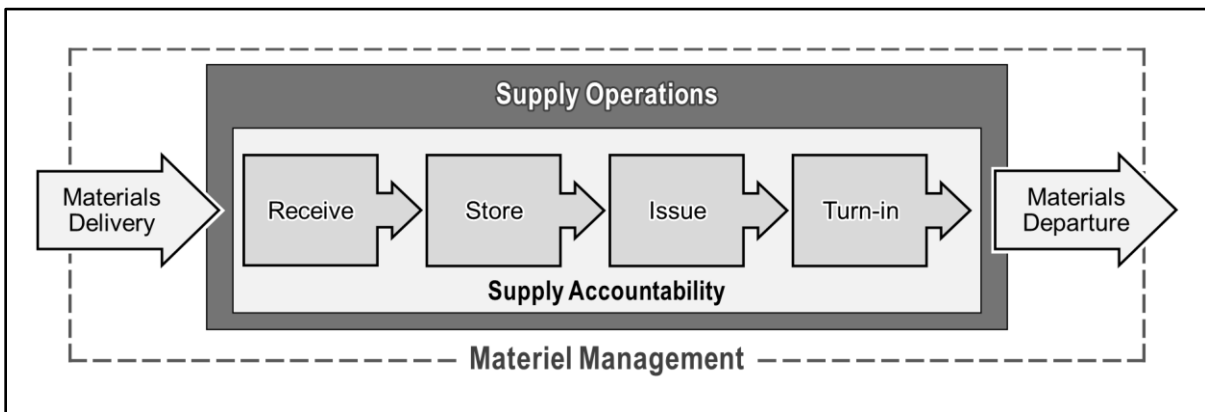 Supply Operations
Materials
Delivery
Receive
Store
Issue
Turn-in
Materials
Departure
Supply Accountability
Materiel Management